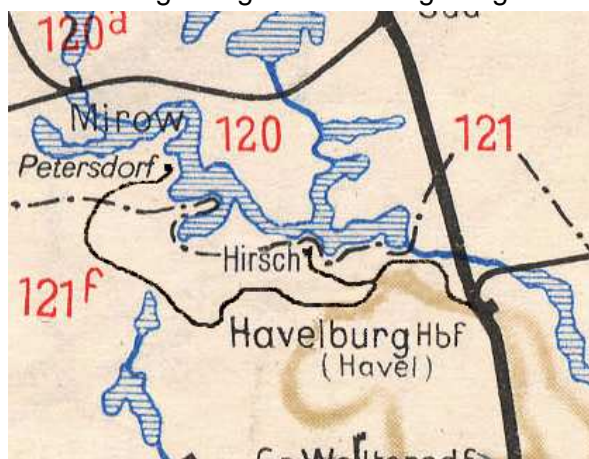 120ᵈ
Mirow
120
121
Petersdorf
Hirsch
121ᶠ
Havelburg Hbf
(Havel)